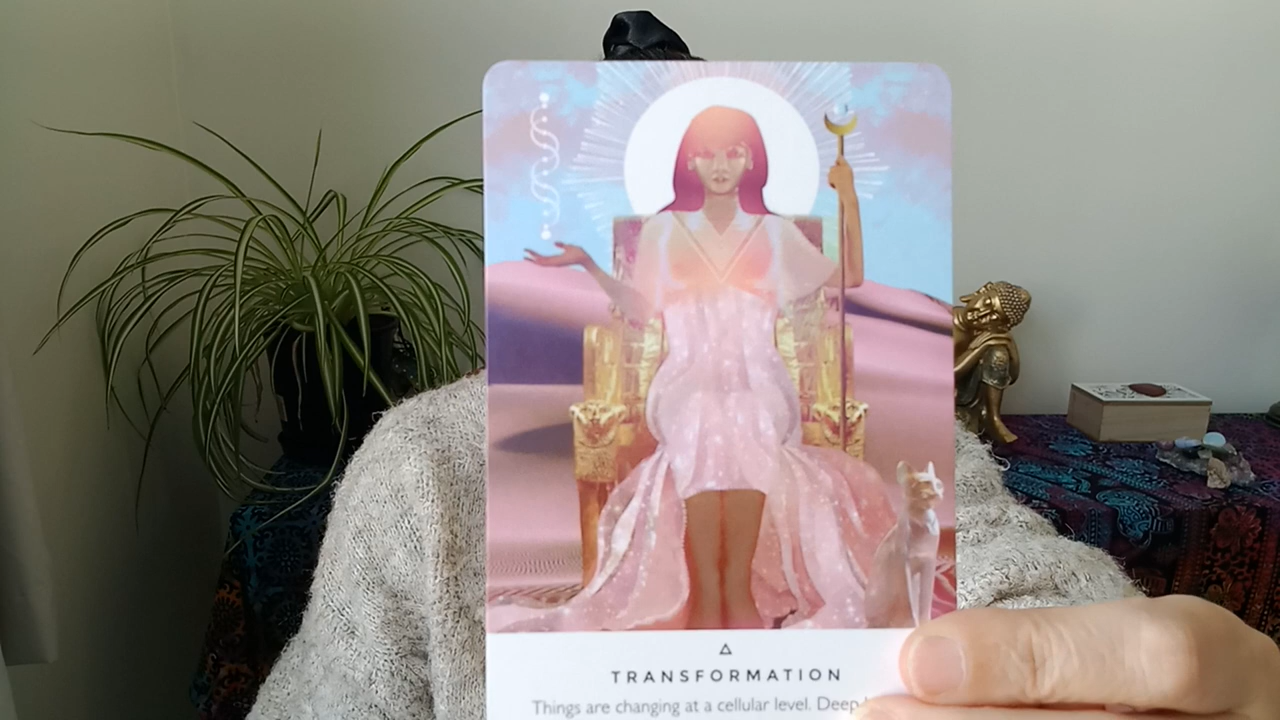 TRANSFORMATION
Things are changing at a cellular level. Deep